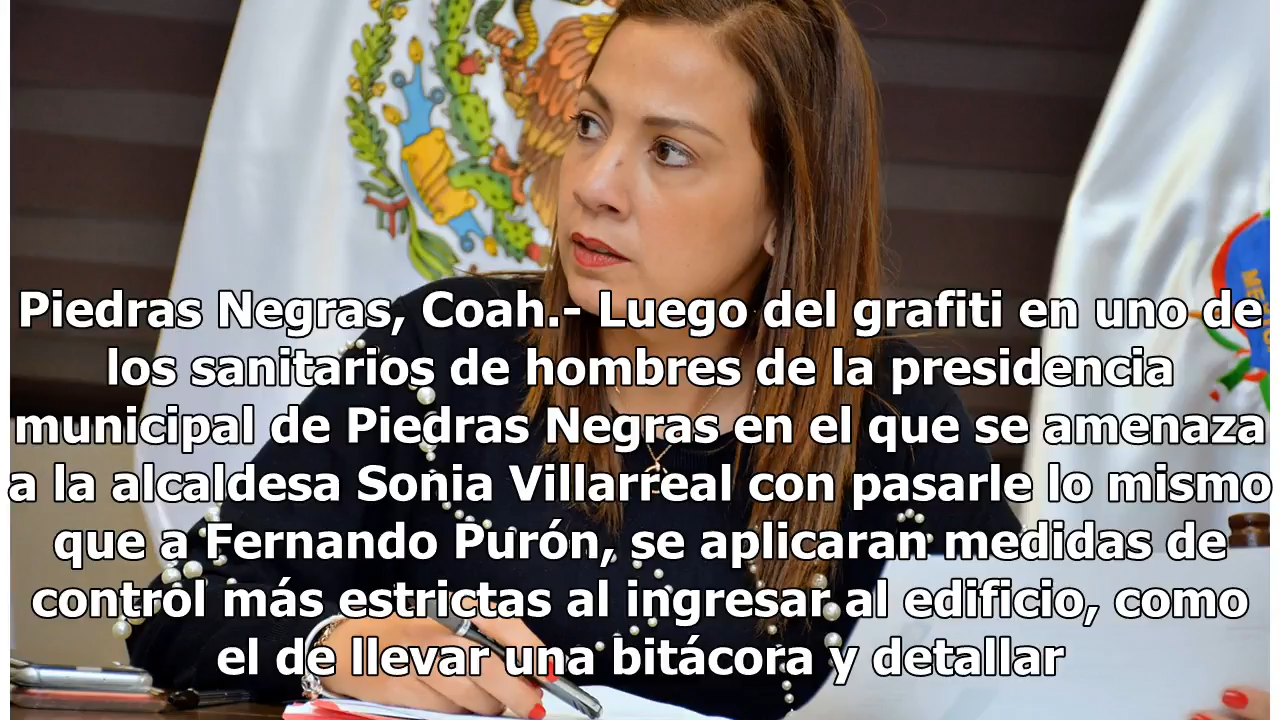 Piedras Negras, Coah.- Luego del grafiti en uno de
los sanitarios de hombres de la presidencia
municipal de Piedras Negras en el que se amenaza
a la alcaldesa Sonia Villarreal con pasarle lo mismo
que a Fernando Purón, se aplicaran medidas de
control más estrictas al ingresar al edificio, como
el de llevar una bitácora y detallar